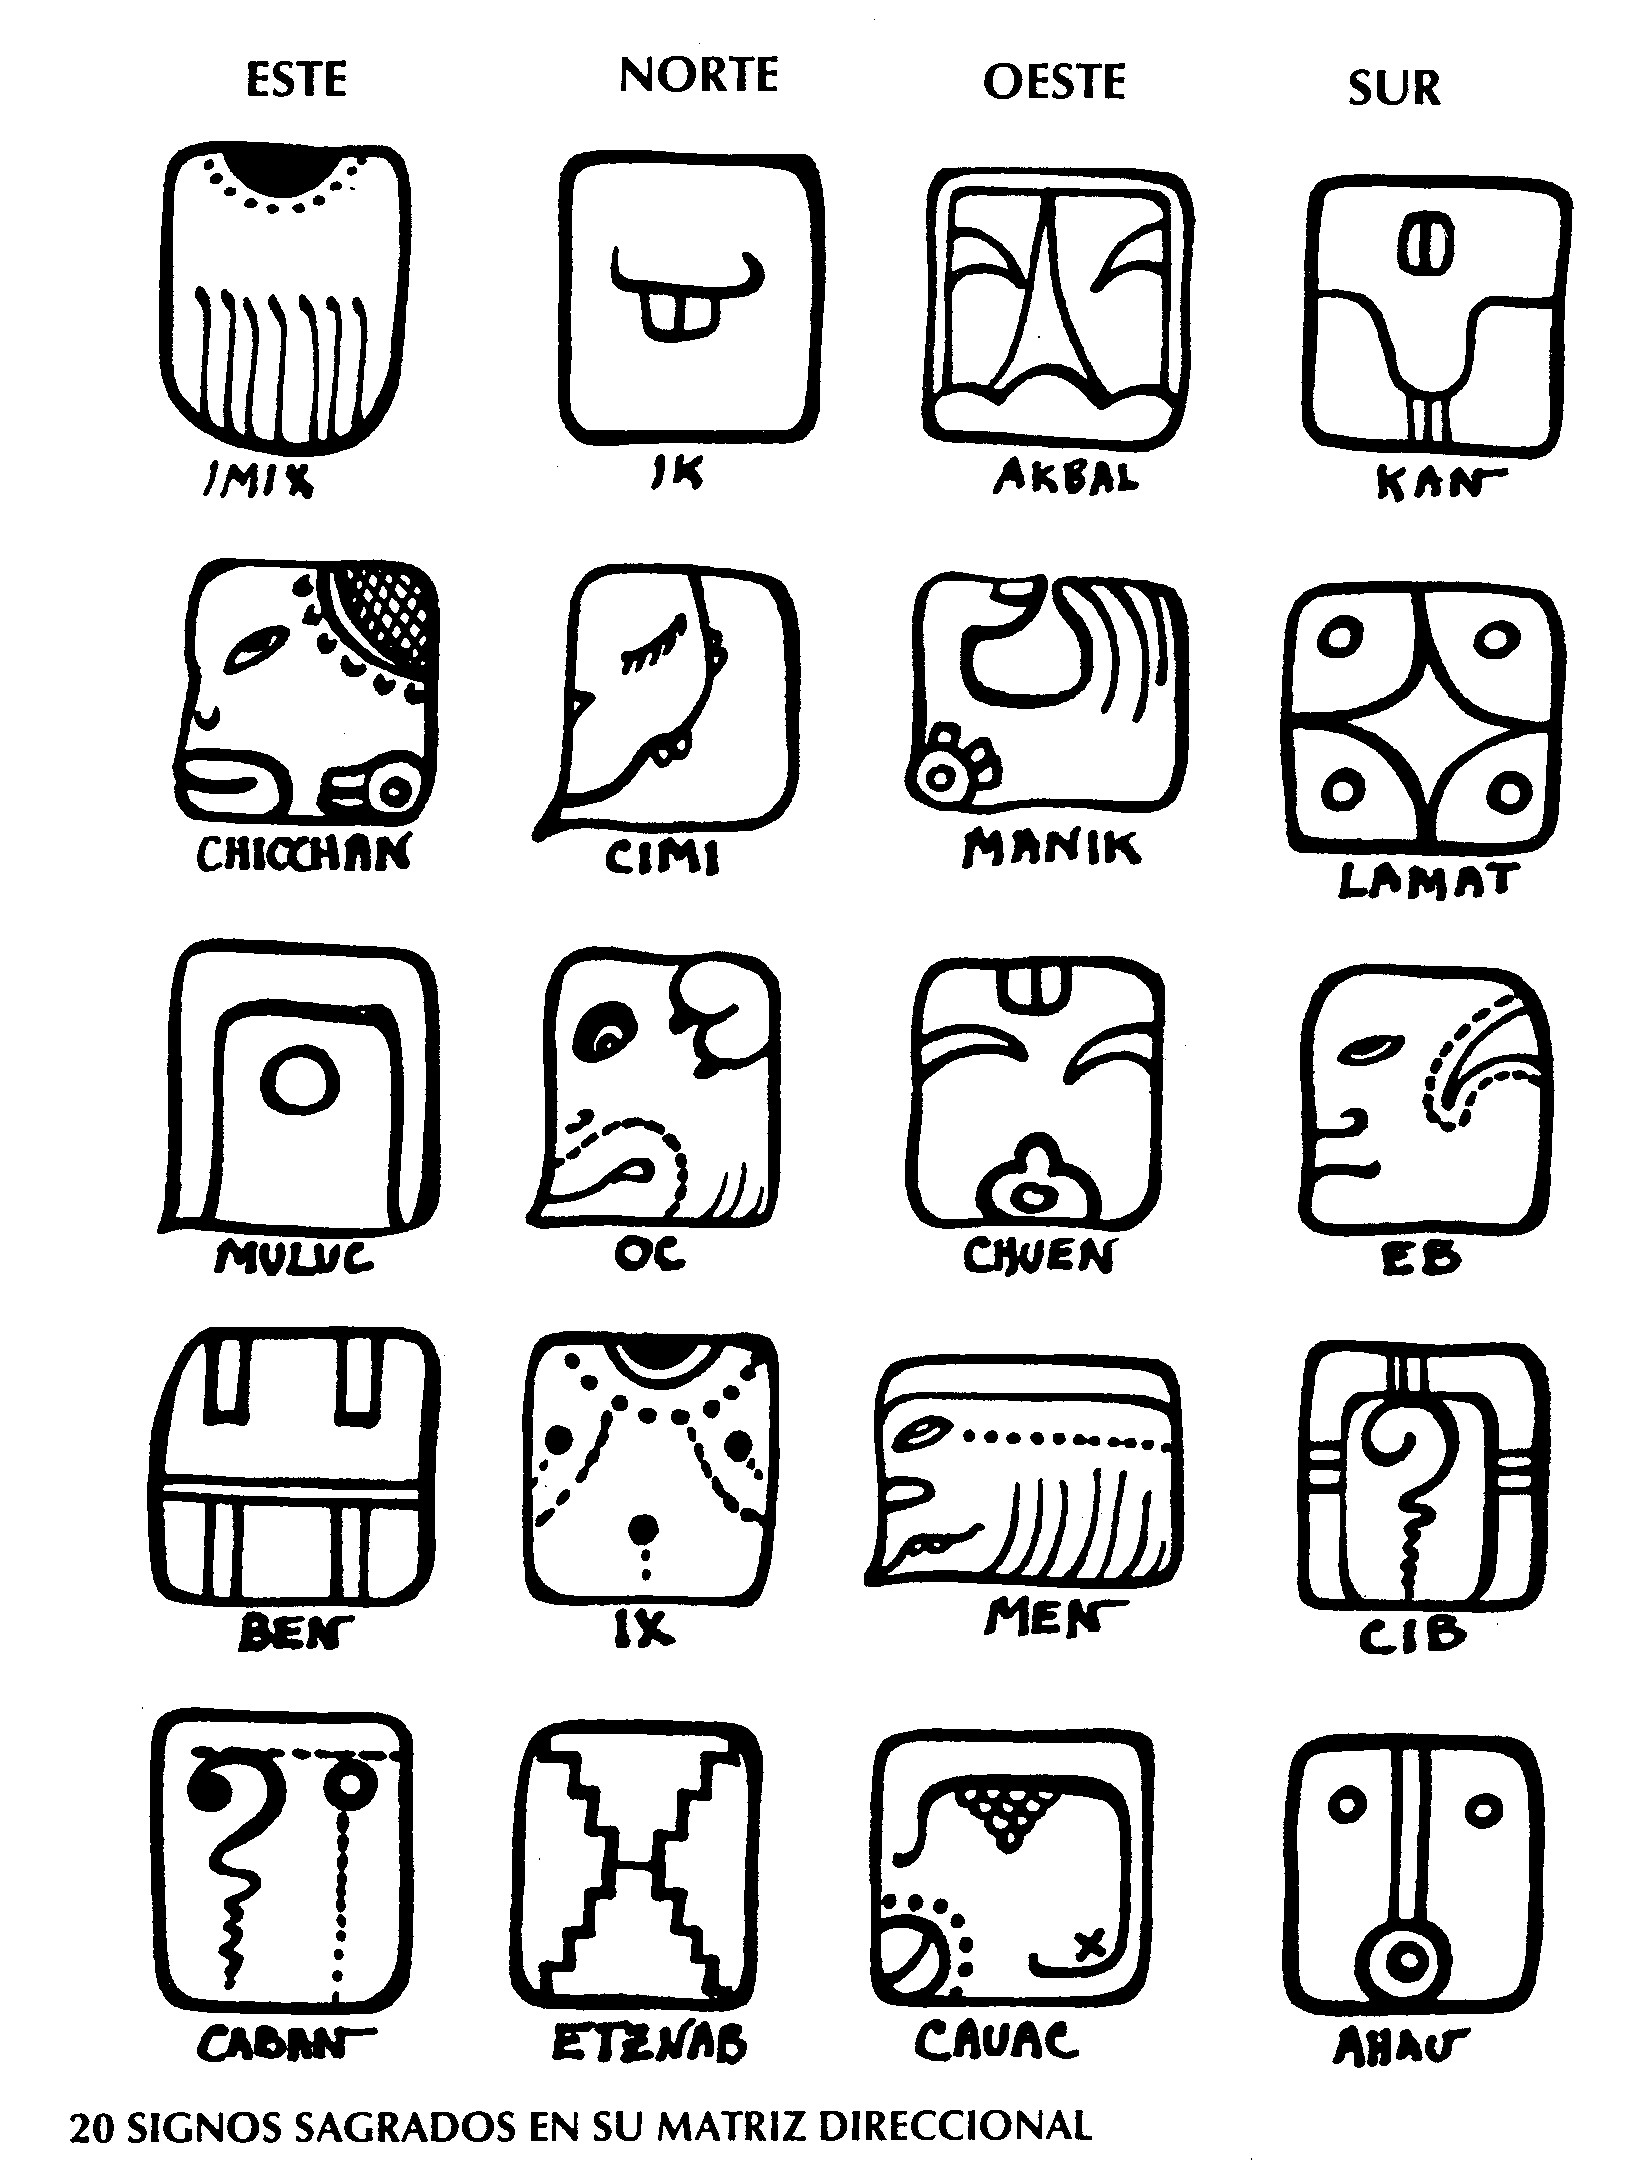 ESTE NORTE OESTE SUR
IMIX IK AKBAL KAN
CHICCHAN CIMI MANIK LAMAT
MULUC OC CHUEN EB
BEN IX MEN CIB
CABAN ETZNAB CAUAC AHAU
20 SIGNOS SAGRADOS EN SU MATRIZ DIRECCIONAL